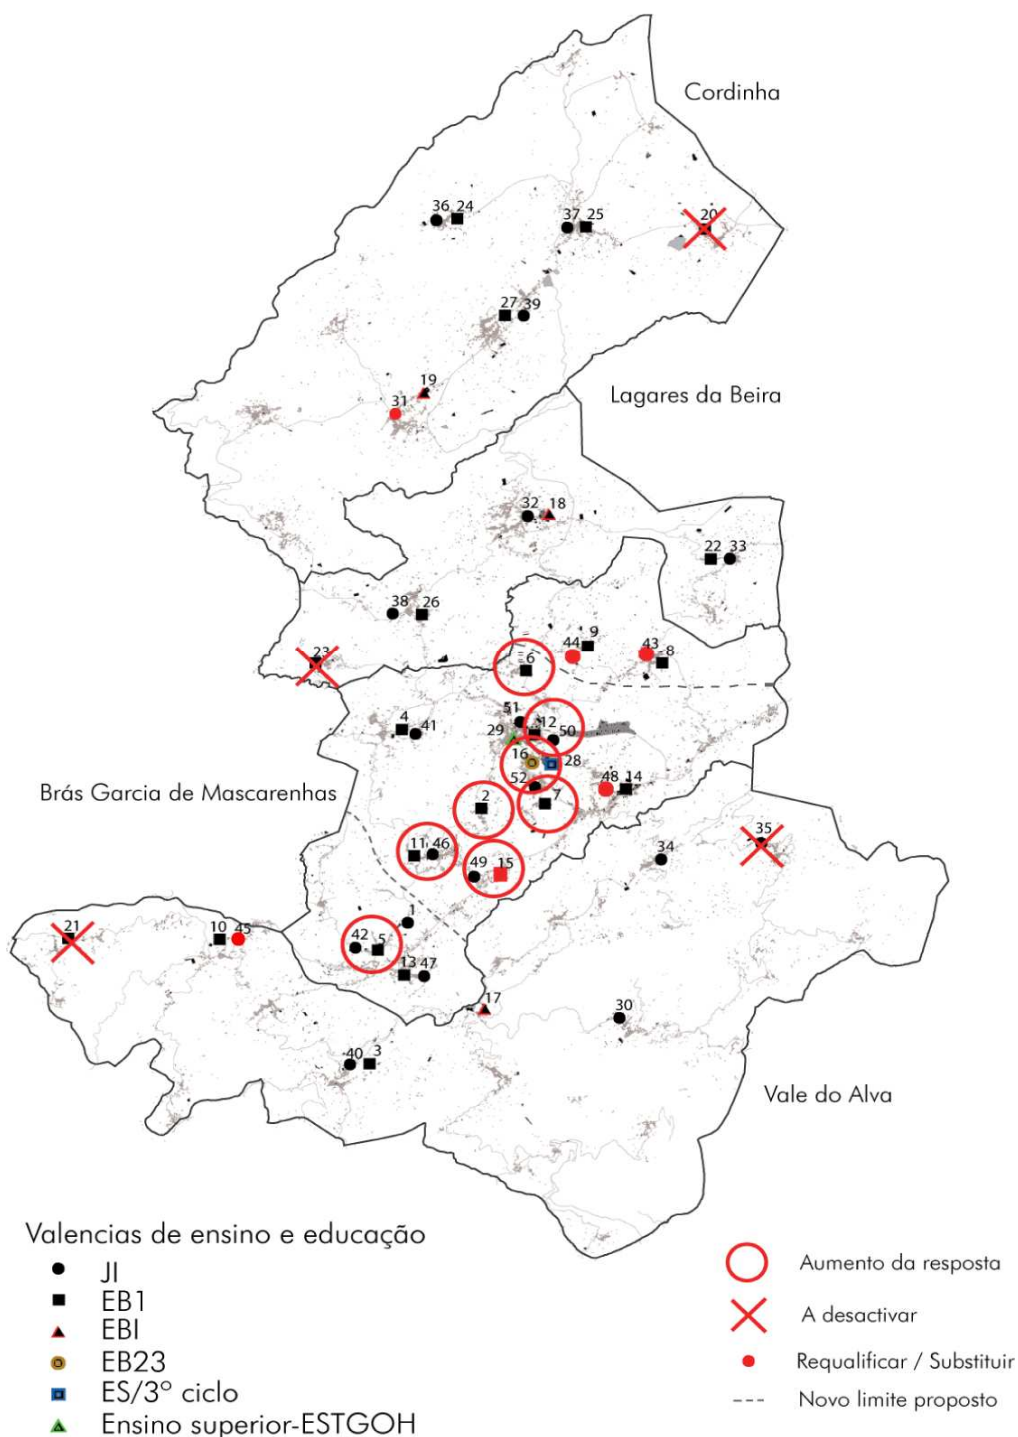 Cordinha
36 24
37 25
20
27 39
19
31
Lagares da Beira
32 18
22 33
38 26
23
44 9
43
8
6
51
4 41
29 12 50
16 28
52
Brás Garcia de Mascarenhas
2 7
48 14
35
34
11 46
49 15
1
42 5
21
10 45
13 47
17
30
40 3
Vale do Alva
Valencias de ensino e educação
JI
EB1
EBI
EB23
ES/3º ciclo
Ensino superior-ESTGOH
Aumento da resposta
A desactivar
Requalificar / Substituir
Novo limite proposto